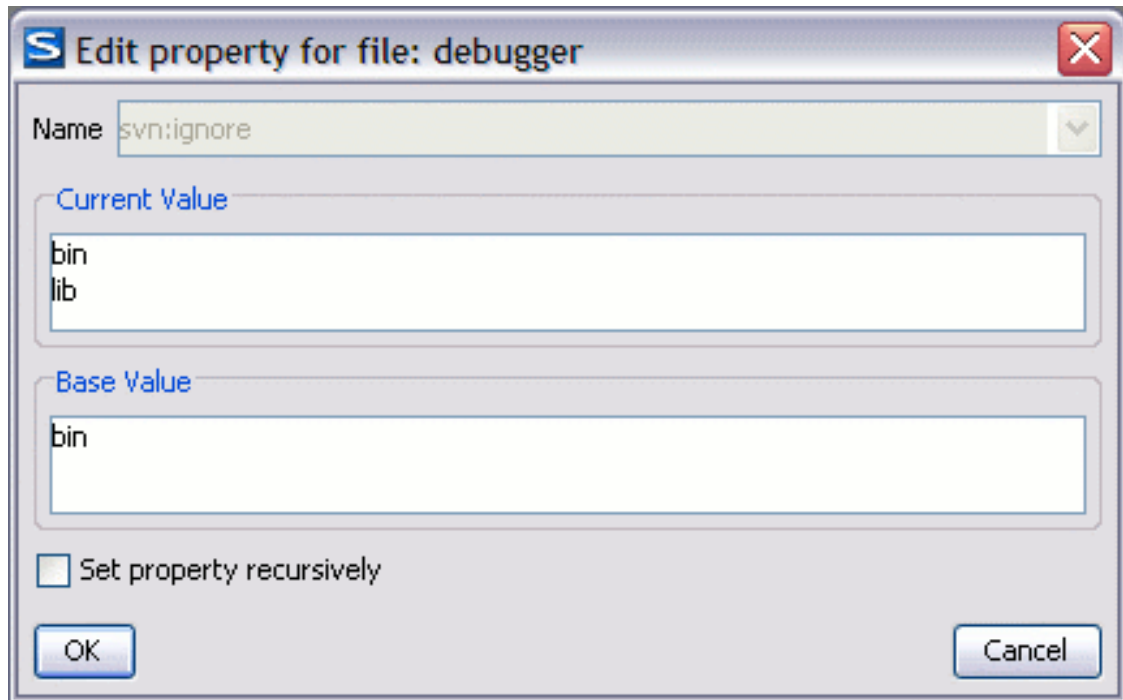 S Edit property for file: debugger
Name svn:ignore
Current Value
bin
lib
Base Value
bin
Set property recursively
OK Cancel